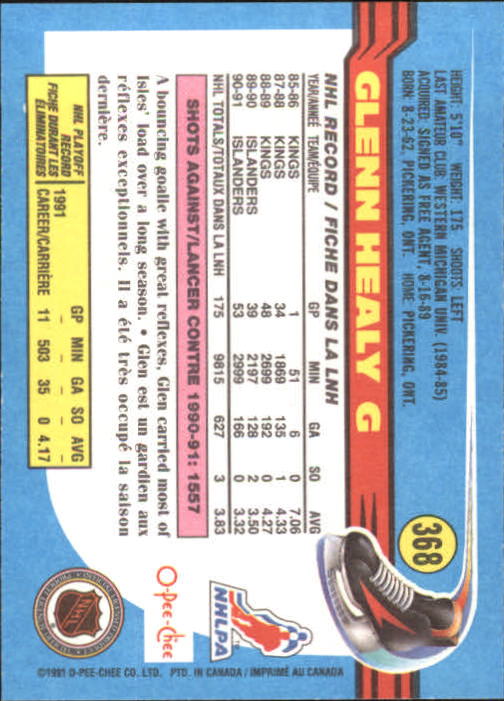 368
GLENN HEALY G
HEIGHT: 5'10" WEIGHT: 175 SHOOTS: LEFT
LAST AMATEUR CLUB: WESTERN MICHIGAN UNIV. (1984-85)
ACQUIRED: SIGNED AS FREE AGENT, 8-16-89
BORN: 8-23-62, PICKERING, ONT. HOME: PICKERING, ONT.
NHL RECORD / FICHE DANS LA LNH
YEAR/ANNÉE TEAM/ÉQUIPE GP MIN GA SO AVG
85-86 KINGS 1 51 6 0 7.06
87-88 KINGS 34 1869 135 1 4.33
88-89 KINGS 48 2699 192 0 4.27
89-90 ISLANDERS 39 2197 128 2 3.50
90-91 ISLANDERS 53 2999 166 0 3.32
NHL TOTALS/TOTAUX DANS LA LNH 175 9815 627 3 3.83
SHOTS AGAINST/LANCER CONTRE 1990-91: 1557
A bouncing goalie with great reflexes, Glen carried most of
Isles' load over a long season. • Glen est un gardien aux
réflexes exceptionnels. Il a été très occupé la saison
dernière.
NHL PLAYOFF
RECORD
FICHE DURANT LES
ÉLIMINATOIRES
GP MIN GA SO AVG
1991 – – – – –
CAREER/CARRIÈRE 11 503 35 0 4.17
NHLPA
TM
O-Pee-Chee
NHL
©1991 O-PEE-CHEE CO. LTD. PTD. IN CANADA / IMPRIMÉ AU CANADA